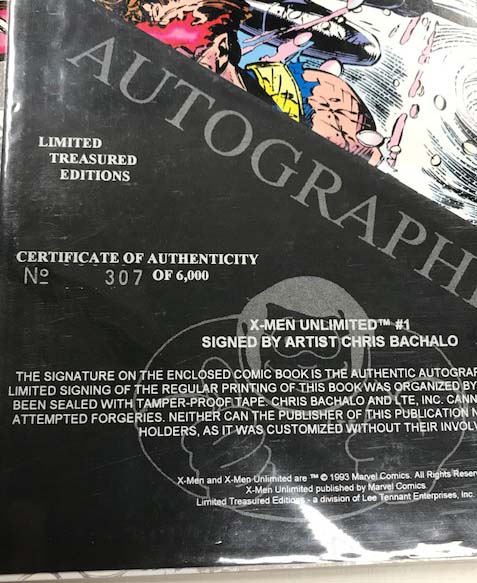 AUTOGRAPH
LIMITED
TREASURED
EDITIONS
CERTIFICATE OF AUTHENTICITY
Nº 307 OF 6,000
X-MEN UNLIMITED™ #1
SIGNED BY ARTIST CHRIS BACHALO
THE SIGNATURE ON THE ENCLOSED COMIC BOOK IS THE AUTHENTIC AUTOGRAP
LIMITED SIGNING OF THE REGULAR PRINTING OF THIS BOOK WAS ORGANIZED BY
BEEN SEALED WITH TAMPER-PROOF TAPE. CHRIS BACHALO AND LTE, INC. CANN
ATTEMPTED FORGERIES. NEITHER CAN THE PUBLISHER OF THIS PUBLICATION N
HOLDERS, AS IT WAS CUSTOMIZED WITHOUT THEIR INVOLV
X-Men and X-Men Unlimited are ™ © 1993 Marvel Comics. All Rights Reser
X-Men Unlimited published by Marvel Comics.
Limited Treasured Editions - a division of Lee Tennant Enterprises, Inc.